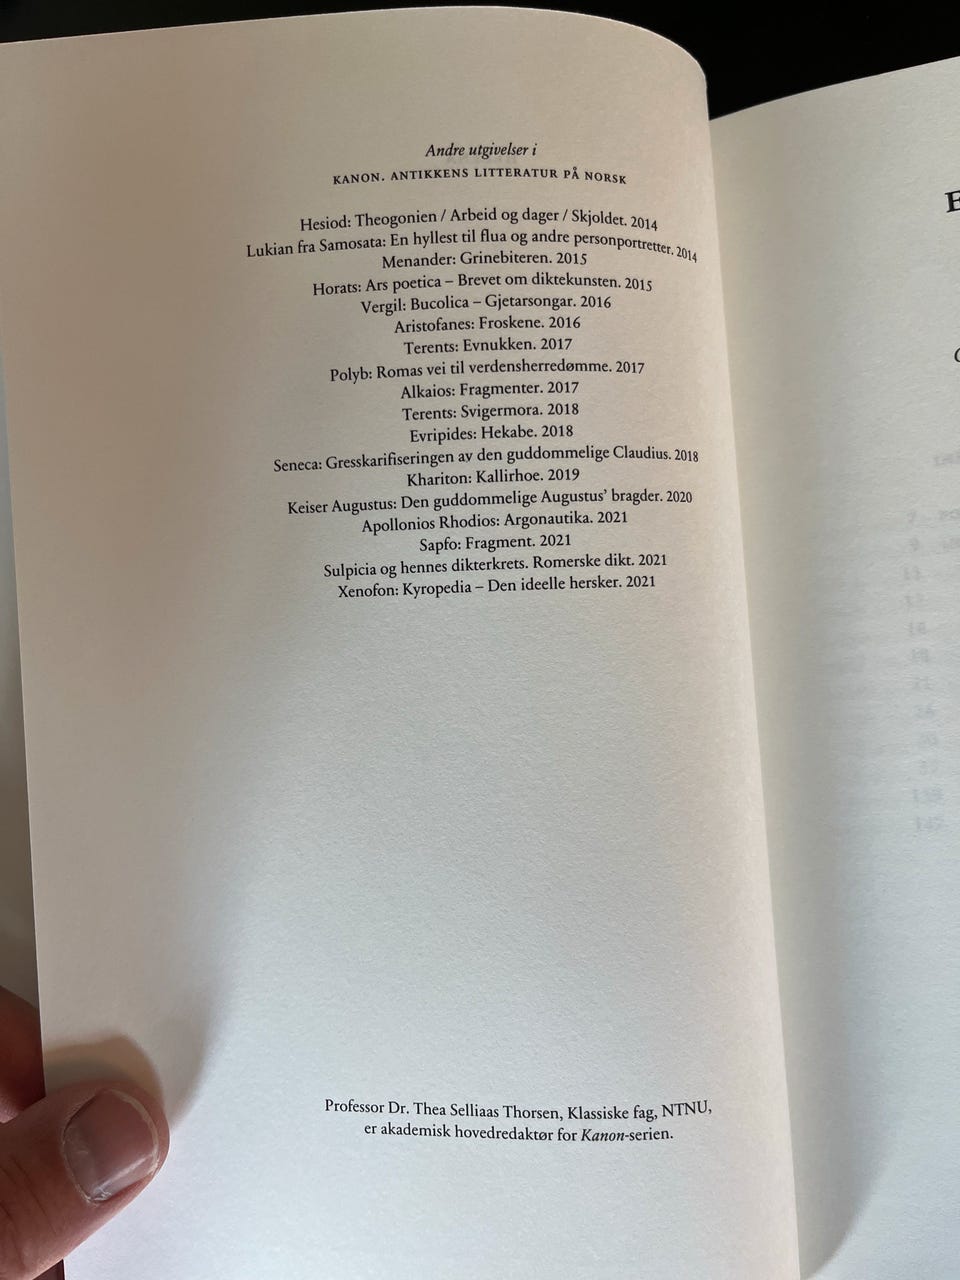 Andre utgivelser i
KANON. ANTIKKENS LITTERATUR PÅ NORSK
Hesiod: Theogonien / Arbeid og dager / Skjoldet. 2014
Lukian fra Samosata: En hyllest til flua og andre personportretter. 2014
Menander: Grinebiteren. 2015
Horats: Ars poetica – Brevet om diktekunsten. 2015
Vergil: Bucolica – Gjetarsongar. 2016
Aristofanes: Froskene. 2016
Terents: Evnukken. 2017
Polyb: Romas vei til verdensherredømme. 2017
Alkaios: Fragmenter. 2017
Terents: Svigermora. 2018
Evripides: Hekabe. 2018
Seneca: Gresskarifiseringen av den guddommelige Claudius. 2018
Khariton: Kallirhoe. 2019
Keiser Augustus: Den guddommelige Augustus’ bragder. 2020
Apollonios Rhodios: Argonautika. 2021
Sapfo: Fragment. 2021
Sulpicia og hennes dikterkrets. Romerske dikt. 2021
Xenofon: Kyropedia – Den ideelle hersker. 2021
Professor Dr. Thea Selliaas Thorsen, Klassiske fag, NTNU,
er akademisk hovedredaktør for Kanon-serien.